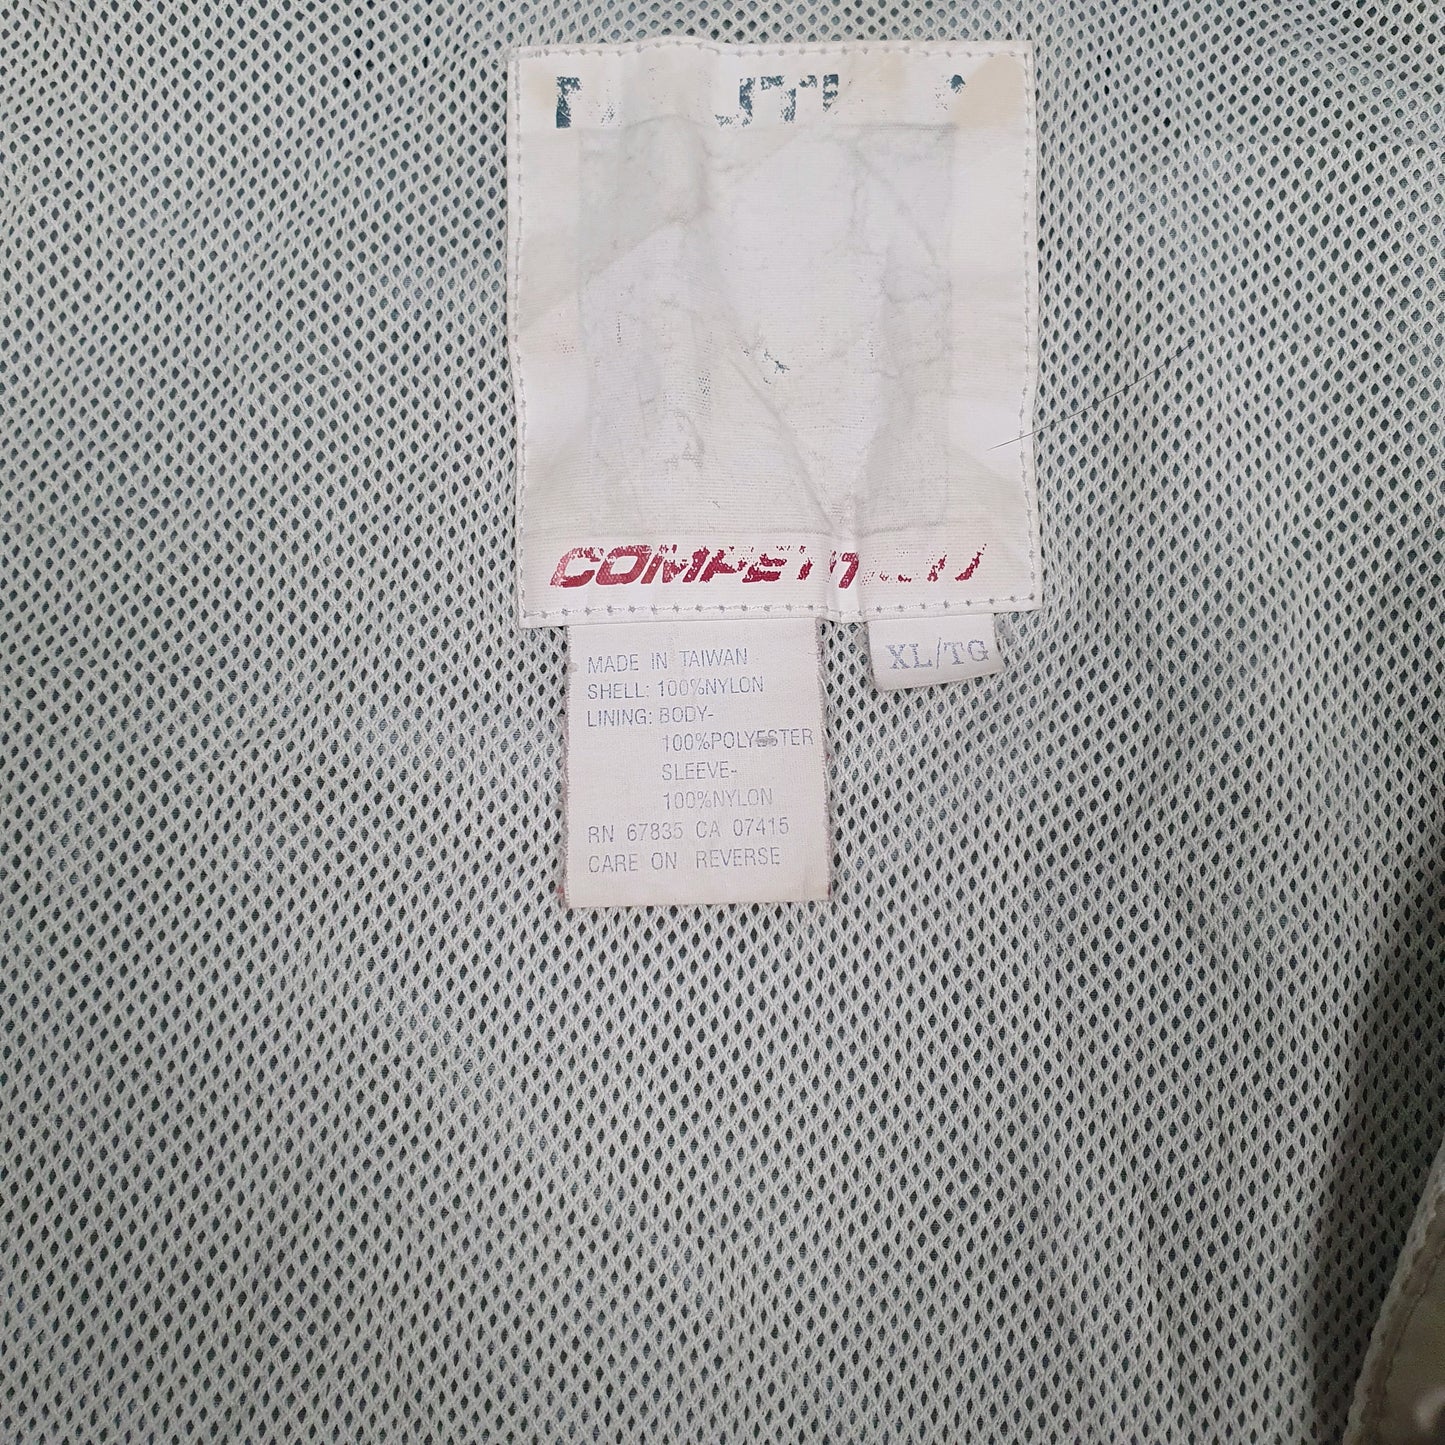 COMPETITION
XL/TG
MADE IN TAIWAN
SHELL: 100%NYLON
LINING: BODY-
100%POLYESTER
SLEEVE-
100%NYLON
RN 67835 CA 07415
CARE ON REVERSE